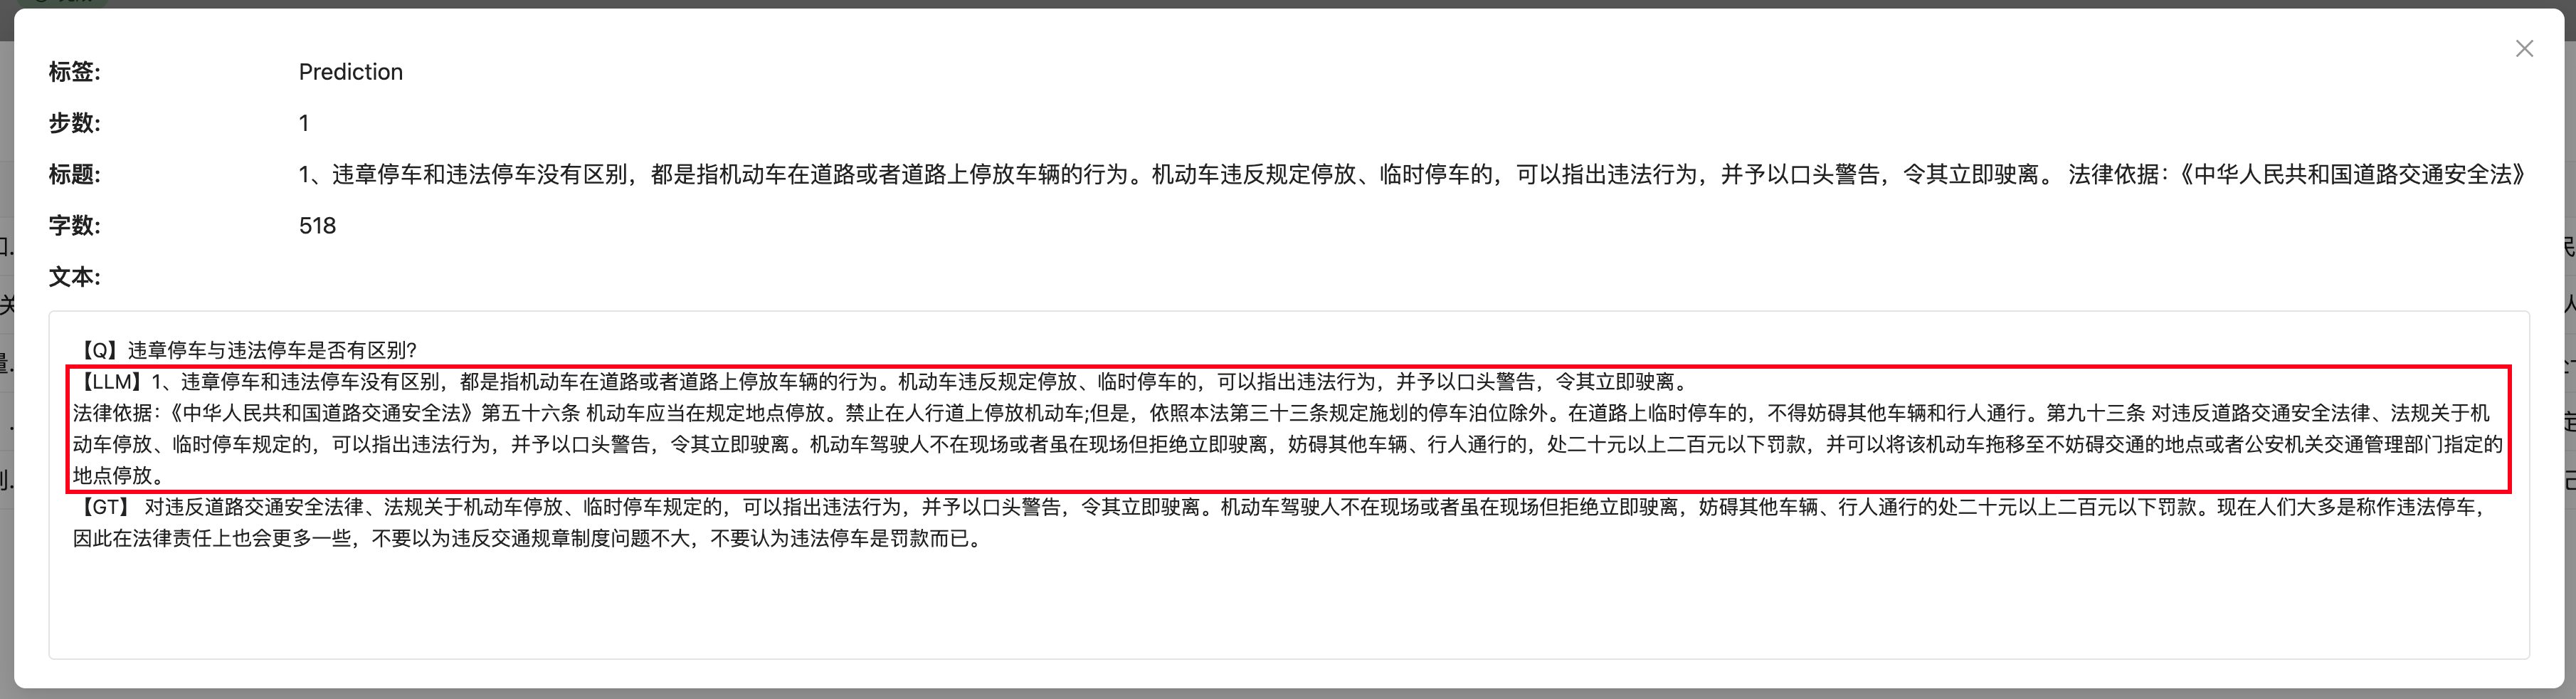 标签: Prediction
步数: 1
标题: 1、违章停车和违法停车没有区别，都是指机动车在道路或者道路上停放车辆的行为。机动车违反规定停放、临时停车的，可以指出违法行为，并予以口头警告，令其立即驶离。 法律依据：《中华人民共和国道路交通安全法》
字数: 518
文本:
【Q】违章停车与违法停车是否有区别?
【LLM】1、违章停车和违法停车没有区别，都是指机动车在道路或者道路上停放车辆的行为。机动车违反规定停放、临时停车的，可以指出违法行为，并予以口头警告，令其立即驶离。
法律依据：《中华人民共和国道路交通安全法》第五十六条 机动车应当在规定地点停放。禁止在人行道上停放机动车;但是，依照本法第三十三条规定施划的停车泊位除外。在道路上临时停车的，不得妨碍其他车辆和行人通行。第九十三条 对违反道路交通安全法律、法规关于机
动车停放、临时停车规定的，可以指出违法行为，并予以口头警告，令其立即驶离。机动车驾驶人不在现场或者虽在现场但拒绝立即驶离，妨碍其他车辆、行人通行的，处二十元以上二百元以下罚款，并可以将该机动车拖移至不妨碍交通的地点或者公安机关交通管理部门指定的
地点停放。
【GT】 对违反道路交通安全法律、法规关于机动车停放、临时停车规定的，可以指出违法行为，并予以口头警告，令其立即驶离。机动车驾驶人不在现场或者虽在现场但拒绝立即驶离，妨碍其他车辆、行人通行的处二十元以上二百元以下罚款。现在人们大多是称作违法停车，
因此在法律责任上也会更多一些，不要以为违反交通规章制度问题不大，不要认为违法停车是罚款而已。